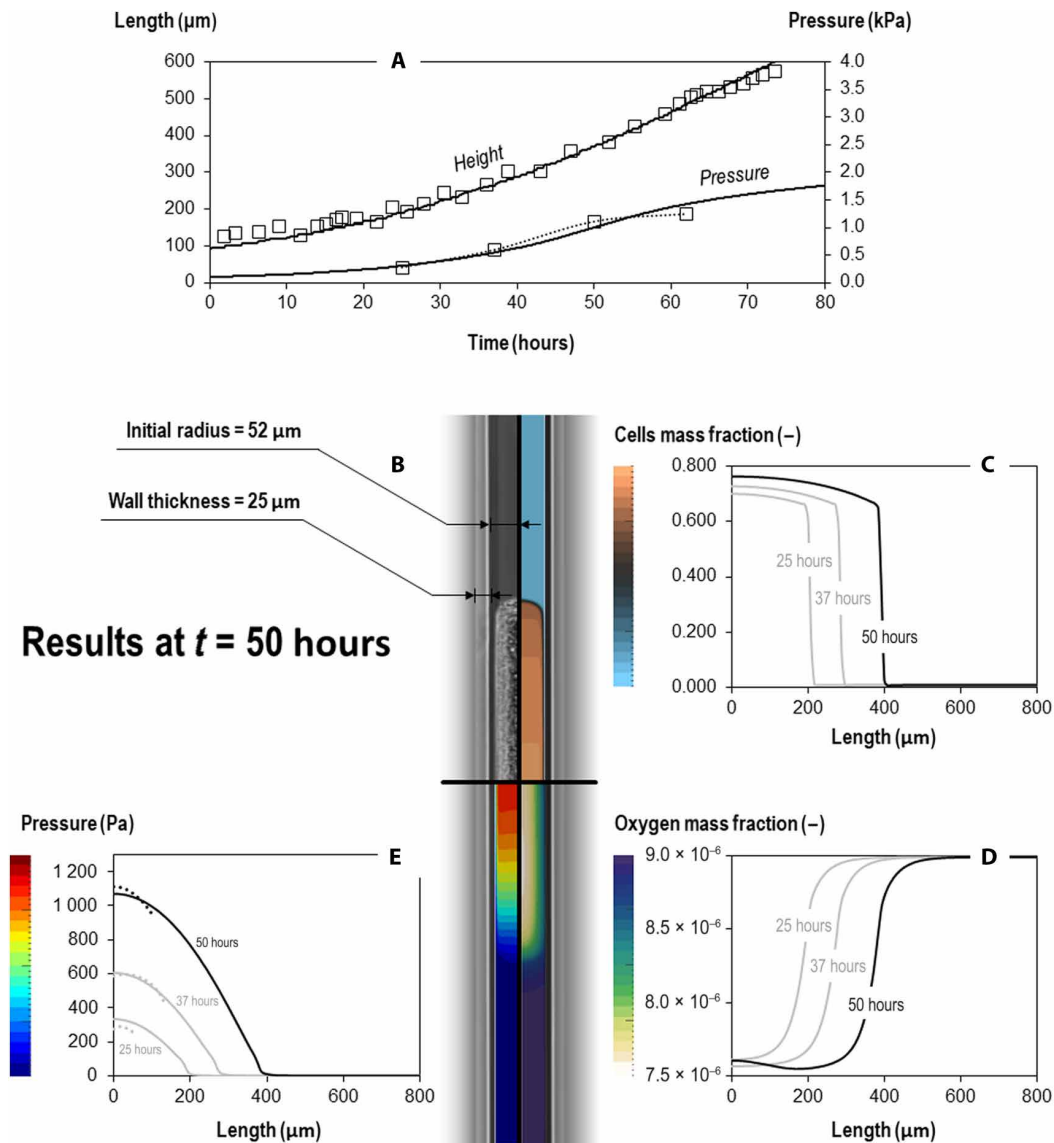 Length (µm)
Pressure (kPa)
A
600
500
400
300
200
100
0
4.0
3.5
3.0
2.5
2.0
1.5
1.0
0.5
0.0
Height
Pressure
0 10 20 30 40 50 60 70 80
Time (hours)
Initial radius = 52 µm
B
Wall thickness = 25 µm
Results at t = 50 hours
Cells mass fraction (–)
C
0.800
0.600
0.400
0.200
0.000
25 hours
37 hours
50 hours
0 200 400 600 800
Length (µm)
Pressure (Pa)
E
1 200
1 000
800
600
400
200
0
50 hours
37 hours
25 hours
0 200 400 600 800
Length (µm)
Oxygen mass fraction (–)
D
9.0 × 10⁻⁶
8.5 × 10⁻⁶
8.0 × 10⁻⁶
7.5 × 10⁻⁶
25 hours
37 hours
50 hours
0 200 400 600 800
Length (µm)